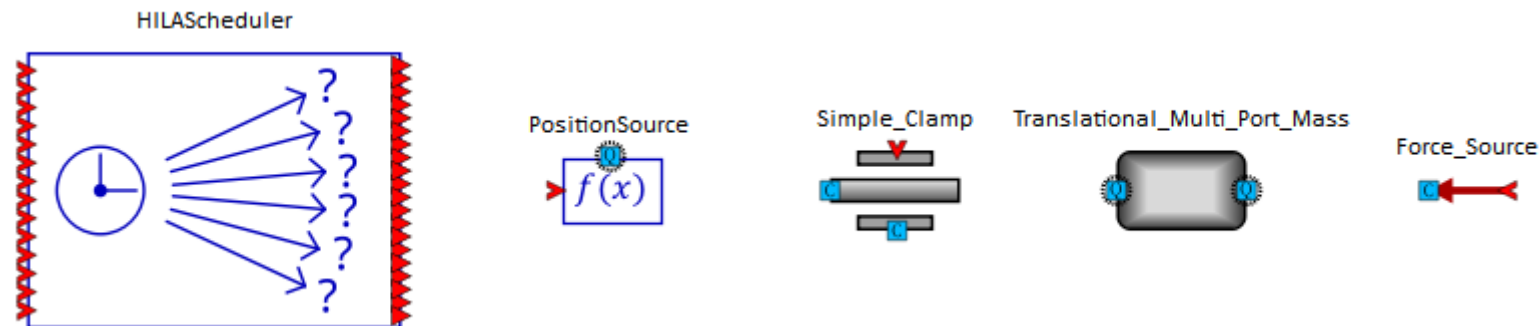 HILAScheduler
?
?
?
?
?
?
PositionSource
Q
f(x)
Simple_Clamp
C
C
Translational_Multi_Port_Mass
Q
Q
Force_Source
C